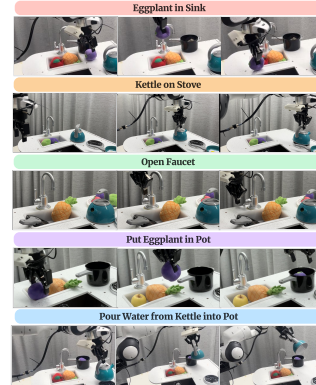 Eggplant in Sink
Kettle on Stove
Open Faucet
Put Eggplant in Pot
Pour Water from Kettle into Pot